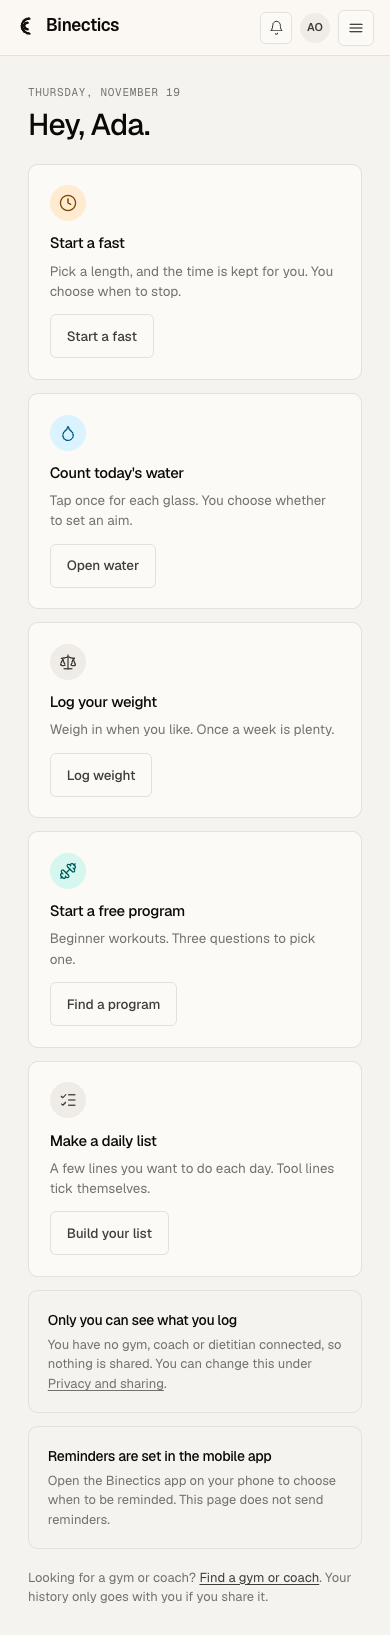 Binectics
AO
THURSDAY, NOVEMBER 19
Hey, Ada.
Start a fast
Pick a length, and the time is kept for you. You
choose when to stop.
Start a fast
Count today's water
Tap once for each glass. You choose whether
to set an aim.
Open water
Log your weight
Weigh in when you like. Once a week is plenty.
Log weight
Start a free program
Beginner workouts. Three questions to pick
one.
Find a program
Make a daily list
A few lines you want to do each day. Tool lines
tick themselves.
Build your list
Only you can see what you log
You have no gym, coach or dietitian connected, so
nothing is shared. You can change this under
Privacy and sharing.
Reminders are set in the mobile app
Open the Binectics app on your phone to choose
when to be reminded. This page does not send
reminders.
Looking for a gym or coach? Find a gym or coach. Your
history only goes with you if you share it.